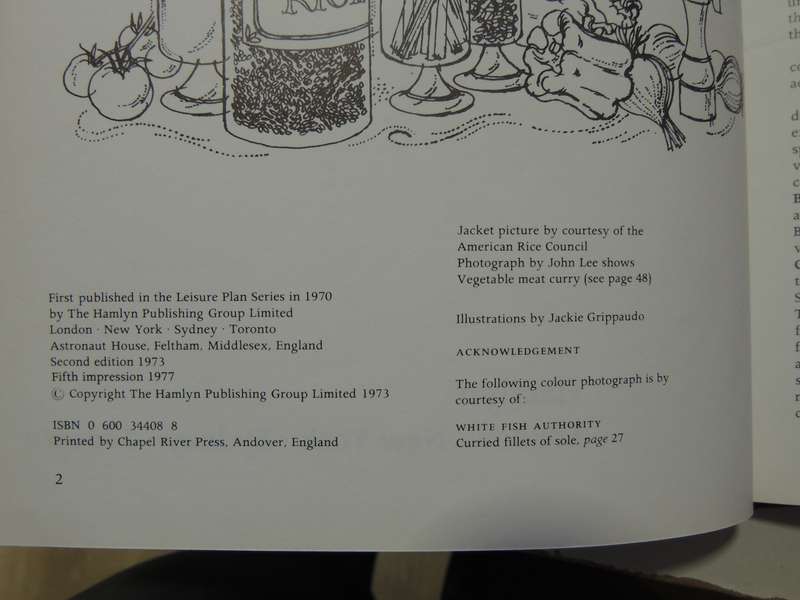 RICE
First published in the Leisure Plan Series in 1970
by The Hamlyn Publishing Group Limited
London · New York · Sydney · Toronto
Astronaut House, Feltham, Middlesex, England
Second edition 1973
Fifth impression 1977
© Copyright The Hamlyn Publishing Group Limited 1973
ISBN 0 600 34408 8
Printed by Chapel River Press, Andover, England
2
Jacket picture by courtesy of the
American Rice Council
Photograph by John Lee shows
Vegetable meat curry (see page 48)
Illustrations by Jackie Grippaudo
ACKNOWLEDGEMENT
The following colour photograph is by
courtesy of:
WHITE FISH AUTHORITY
Curried fillets of sole, page 27